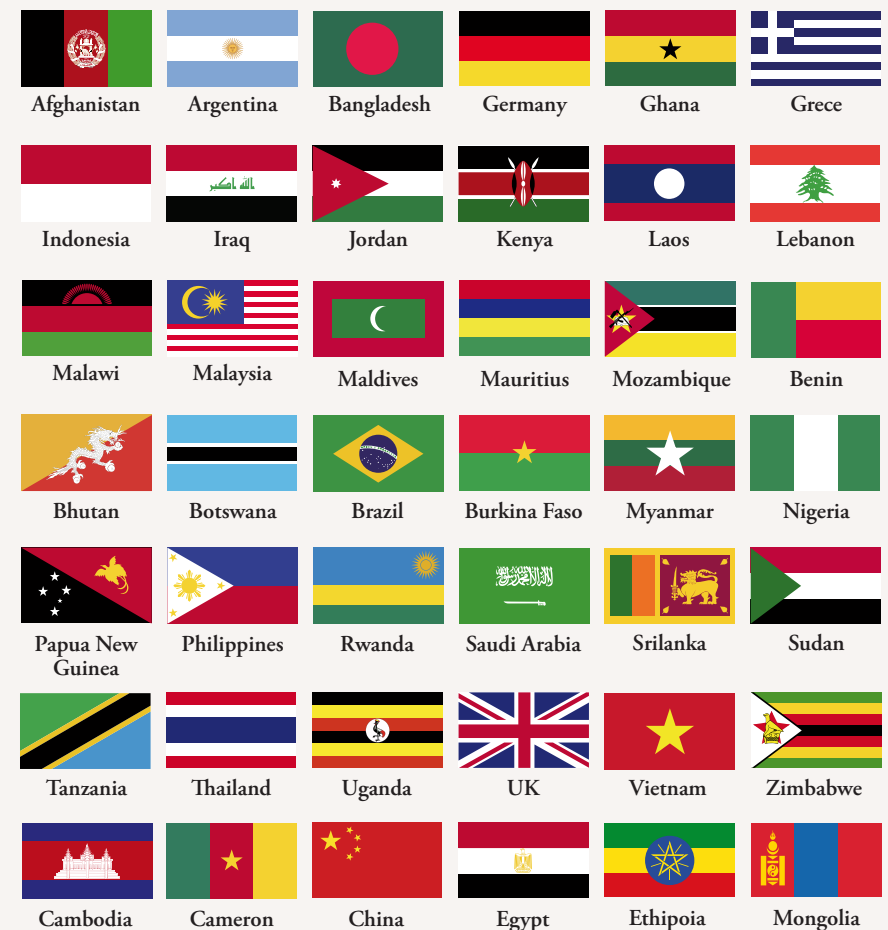 Afghanistan
Argentina
Bangladesh
Germany
Ghana
Grece
الله اكبر
Indonesia
Iraq
Jordan
Kenya
Laos
Lebanon
Malawi
Malaysia
Maldives
Mauritius
Mozambique
Benin
Bhutan
Botswana
Brazil
Burkina Faso
Myanmar
Nigeria
Papua New
Guinea
Philippines
Rwanda
Saudi Arabia
Srilanka
Sudan
Tanzania
Thailand
Uganda
UK
Vietnam
Zimbabwe
Cambodia
Cameron
China
Egypt
Ethipoia
Mongolia